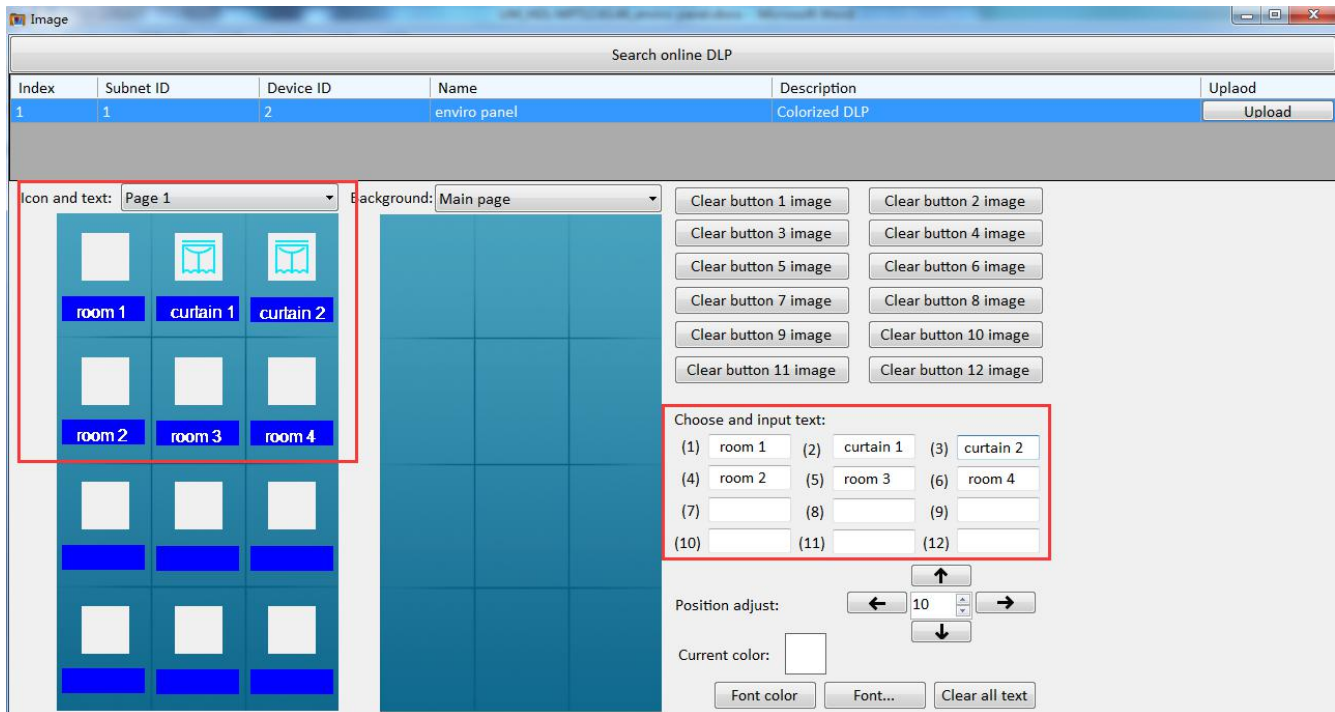 Image
Search online DLP
Index Subnet ID Device ID Name Description Uplaod
1 1 2 enviro panel Colorized DLP Upload
Icon and text: Page 1 Background: Main page
room 1 curtain 1 curtain 2
room 2 room 3 room 4
Clear button 1 image Clear button 2 image
Clear button 3 image Clear button 4 image
Clear button 5 image Clear button 6 image
Clear button 7 image Clear button 8 image
Clear button 9 image Clear button 10 image
Clear button 11 image Clear button 12 image
Choose and input text:
(1) room 1 (2) curtain 1 (3) curtain 2
(4) room 2 (5) room 3 (6) room 4
(7) (8) (9)
(10) (11) (12)
Position adjust: 10
Current color:
Font color Font... Clear all text